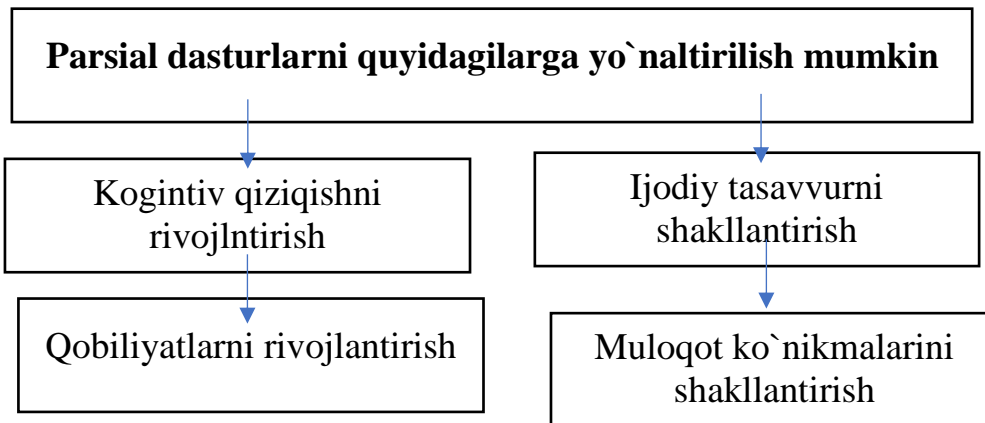 Parsial dasturlarni quyidagilarga yo`naltirilish mumkin
Kogintiv qiziqishni
rivojlntirish
Ijodiy tasavvurni
shakllantirish
Qobiliyatlarni rivojlantirish
Muloqot ko`nikmalarini
shakllantirish